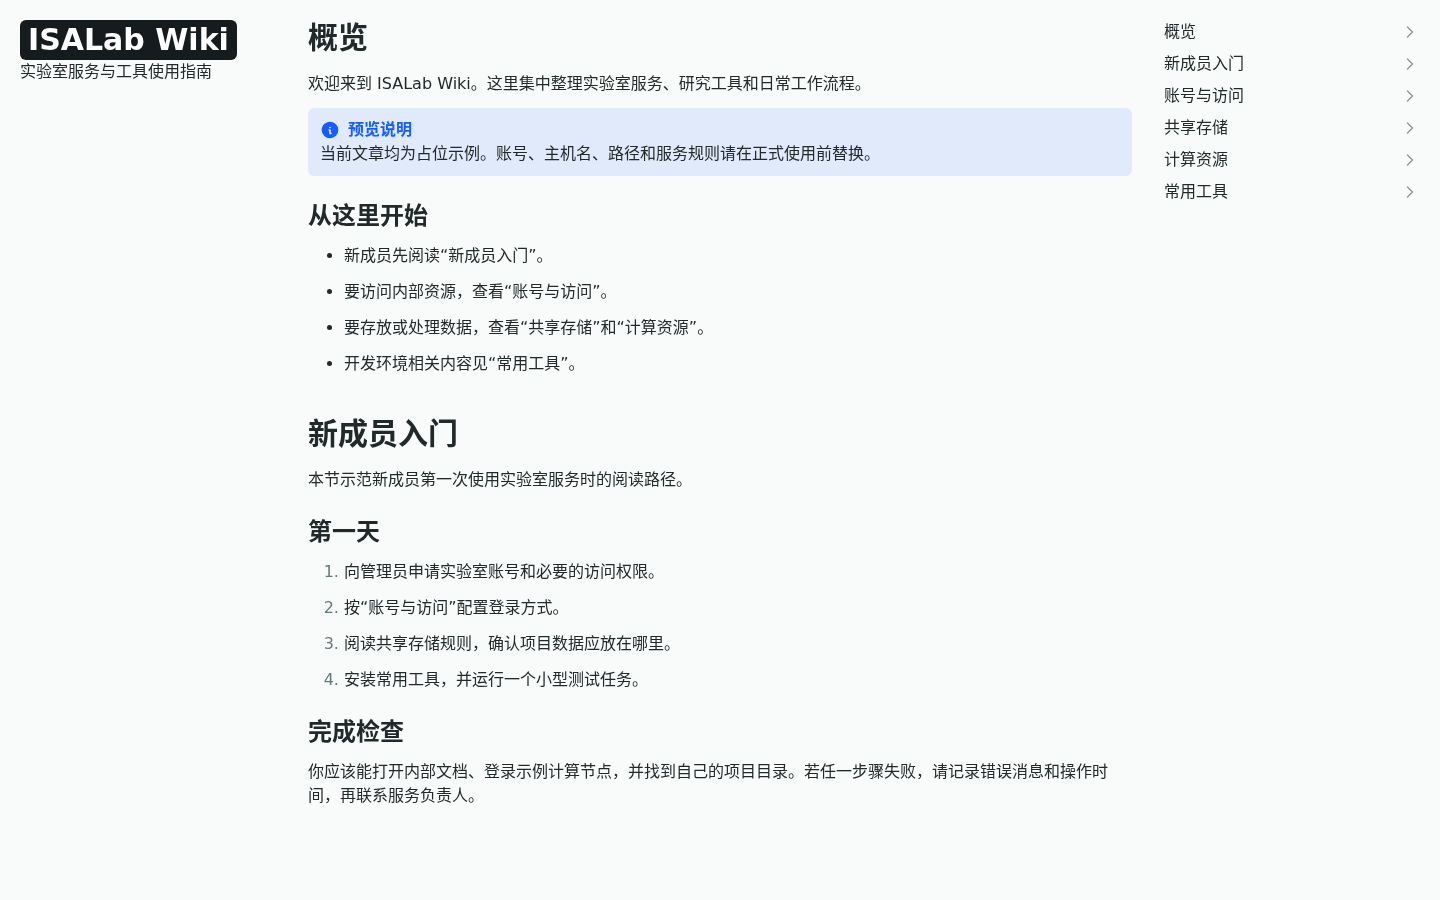 ISALab Wiki
实验室服务与工具使用指南
概览
欢迎来到 ISALab Wiki。这里集中整理实验室服务、研究工具和日常工作流程。
预览说明
当前文章均为占位示例。账号、主机名、路径和服务规则请在正式使用前替换。
从这里开始
• 新成员先阅读“新成员入门”。
• 要访问内部资源，查看“账号与访问”。
• 要存放或处理数据，查看“共享存储”和“计算资源”。
• 开发环境相关内容见“常用工具”。
新成员入门
本节示范新成员第一次使用实验室服务时的阅读路径。
第一天
1. 向管理员申请实验室账号和必要的访问权限。
2. 按“账号与访问”配置登录方式。
3. 阅读共享存储规则，确认项目数据应放在哪里。
4. 安装常用工具，并运行一个小型测试任务。
完成检查
你应该能打开内部文档、登录示例计算节点，并找到自己的项目目录。若任一步骤失败，请记录错误消息和操作时
间，再联系服务负责人。
概览
新成员入门
账号与访问
共享存储
计算资源
常用工具